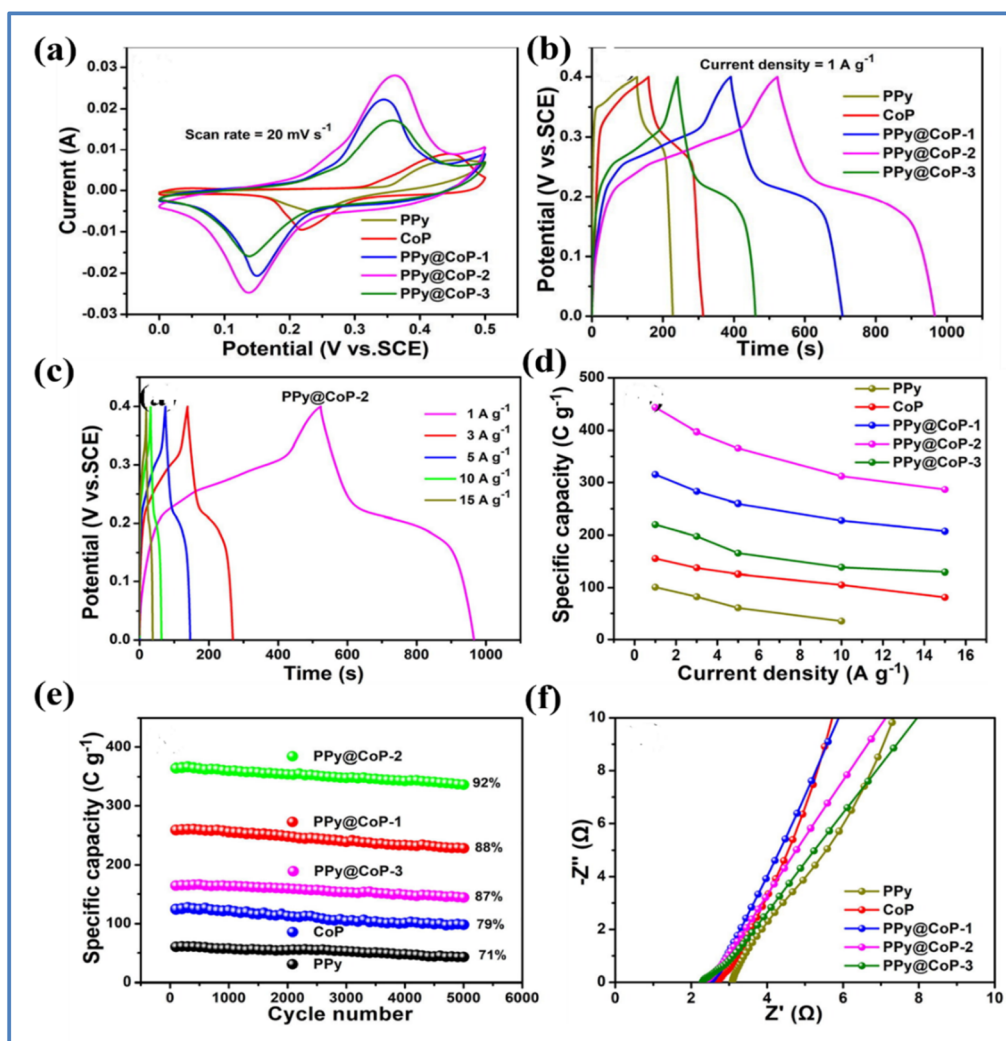 (a)
0.03
0.02
0.01
0.00
-0.01
-0.02
-0.03
Current (A)
Scan rate = 20 mV s⁻¹
PPy
CoP
PPy@CoP-1
PPy@CoP-2
PPy@CoP-3
0.0 0.1 0.2 0.3 0.4 0.5
Potential (V vs.SCE)
(b)
0.4
0.3
0.2
0.1
0.0
Potential (V vs.SCE)
Current density = 1 A g⁻¹
PPy
CoP
PPy@CoP-1
PPy@CoP-2
PPy@CoP-3
0 200 400 600 800 1000
Time (s)
(c)
0.4
0.3
0.2
0.1
0.0
Potential (V vs.SCE)
PPy@CoP-2
1 A g⁻¹
3 A g⁻¹
5 A g⁻¹
10 A g⁻¹
15 A g⁻¹
0 200 400 600 800 1000
Time (s)
(d)
500
400
300
200
100
0
Specific capacity (C g⁻¹)
PPy
CoP
PPy@CoP-1
PPy@CoP-2
PPy@CoP-3
0 2 4 6 8 10 12 14 16
Current density (A g⁻¹)
(e)
400
300
200
100
0
Specific capacity (C g⁻¹)
PPy@CoP-2
92%
PPy@CoP-1
88%
PPy@CoP-3
87%
CoP
79%
PPy
71%
0 1000 2000 3000 4000 5000 6000
Cycle number
(f)
10
8
6
4
2
0
-Z'' (Ω)
PPy
CoP
PPy@CoP-1
PPy@CoP-2
PPy@CoP-3
0 2 4 6 8 10
Z' (Ω)